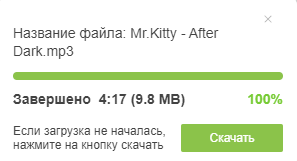 Название файла: Mr.Kitty - After
Dark.mp3
Завершено 4:17 (9.8 MB) 100%
Если загрузка не началась,
нажмите на кнопку скачать
Скачать